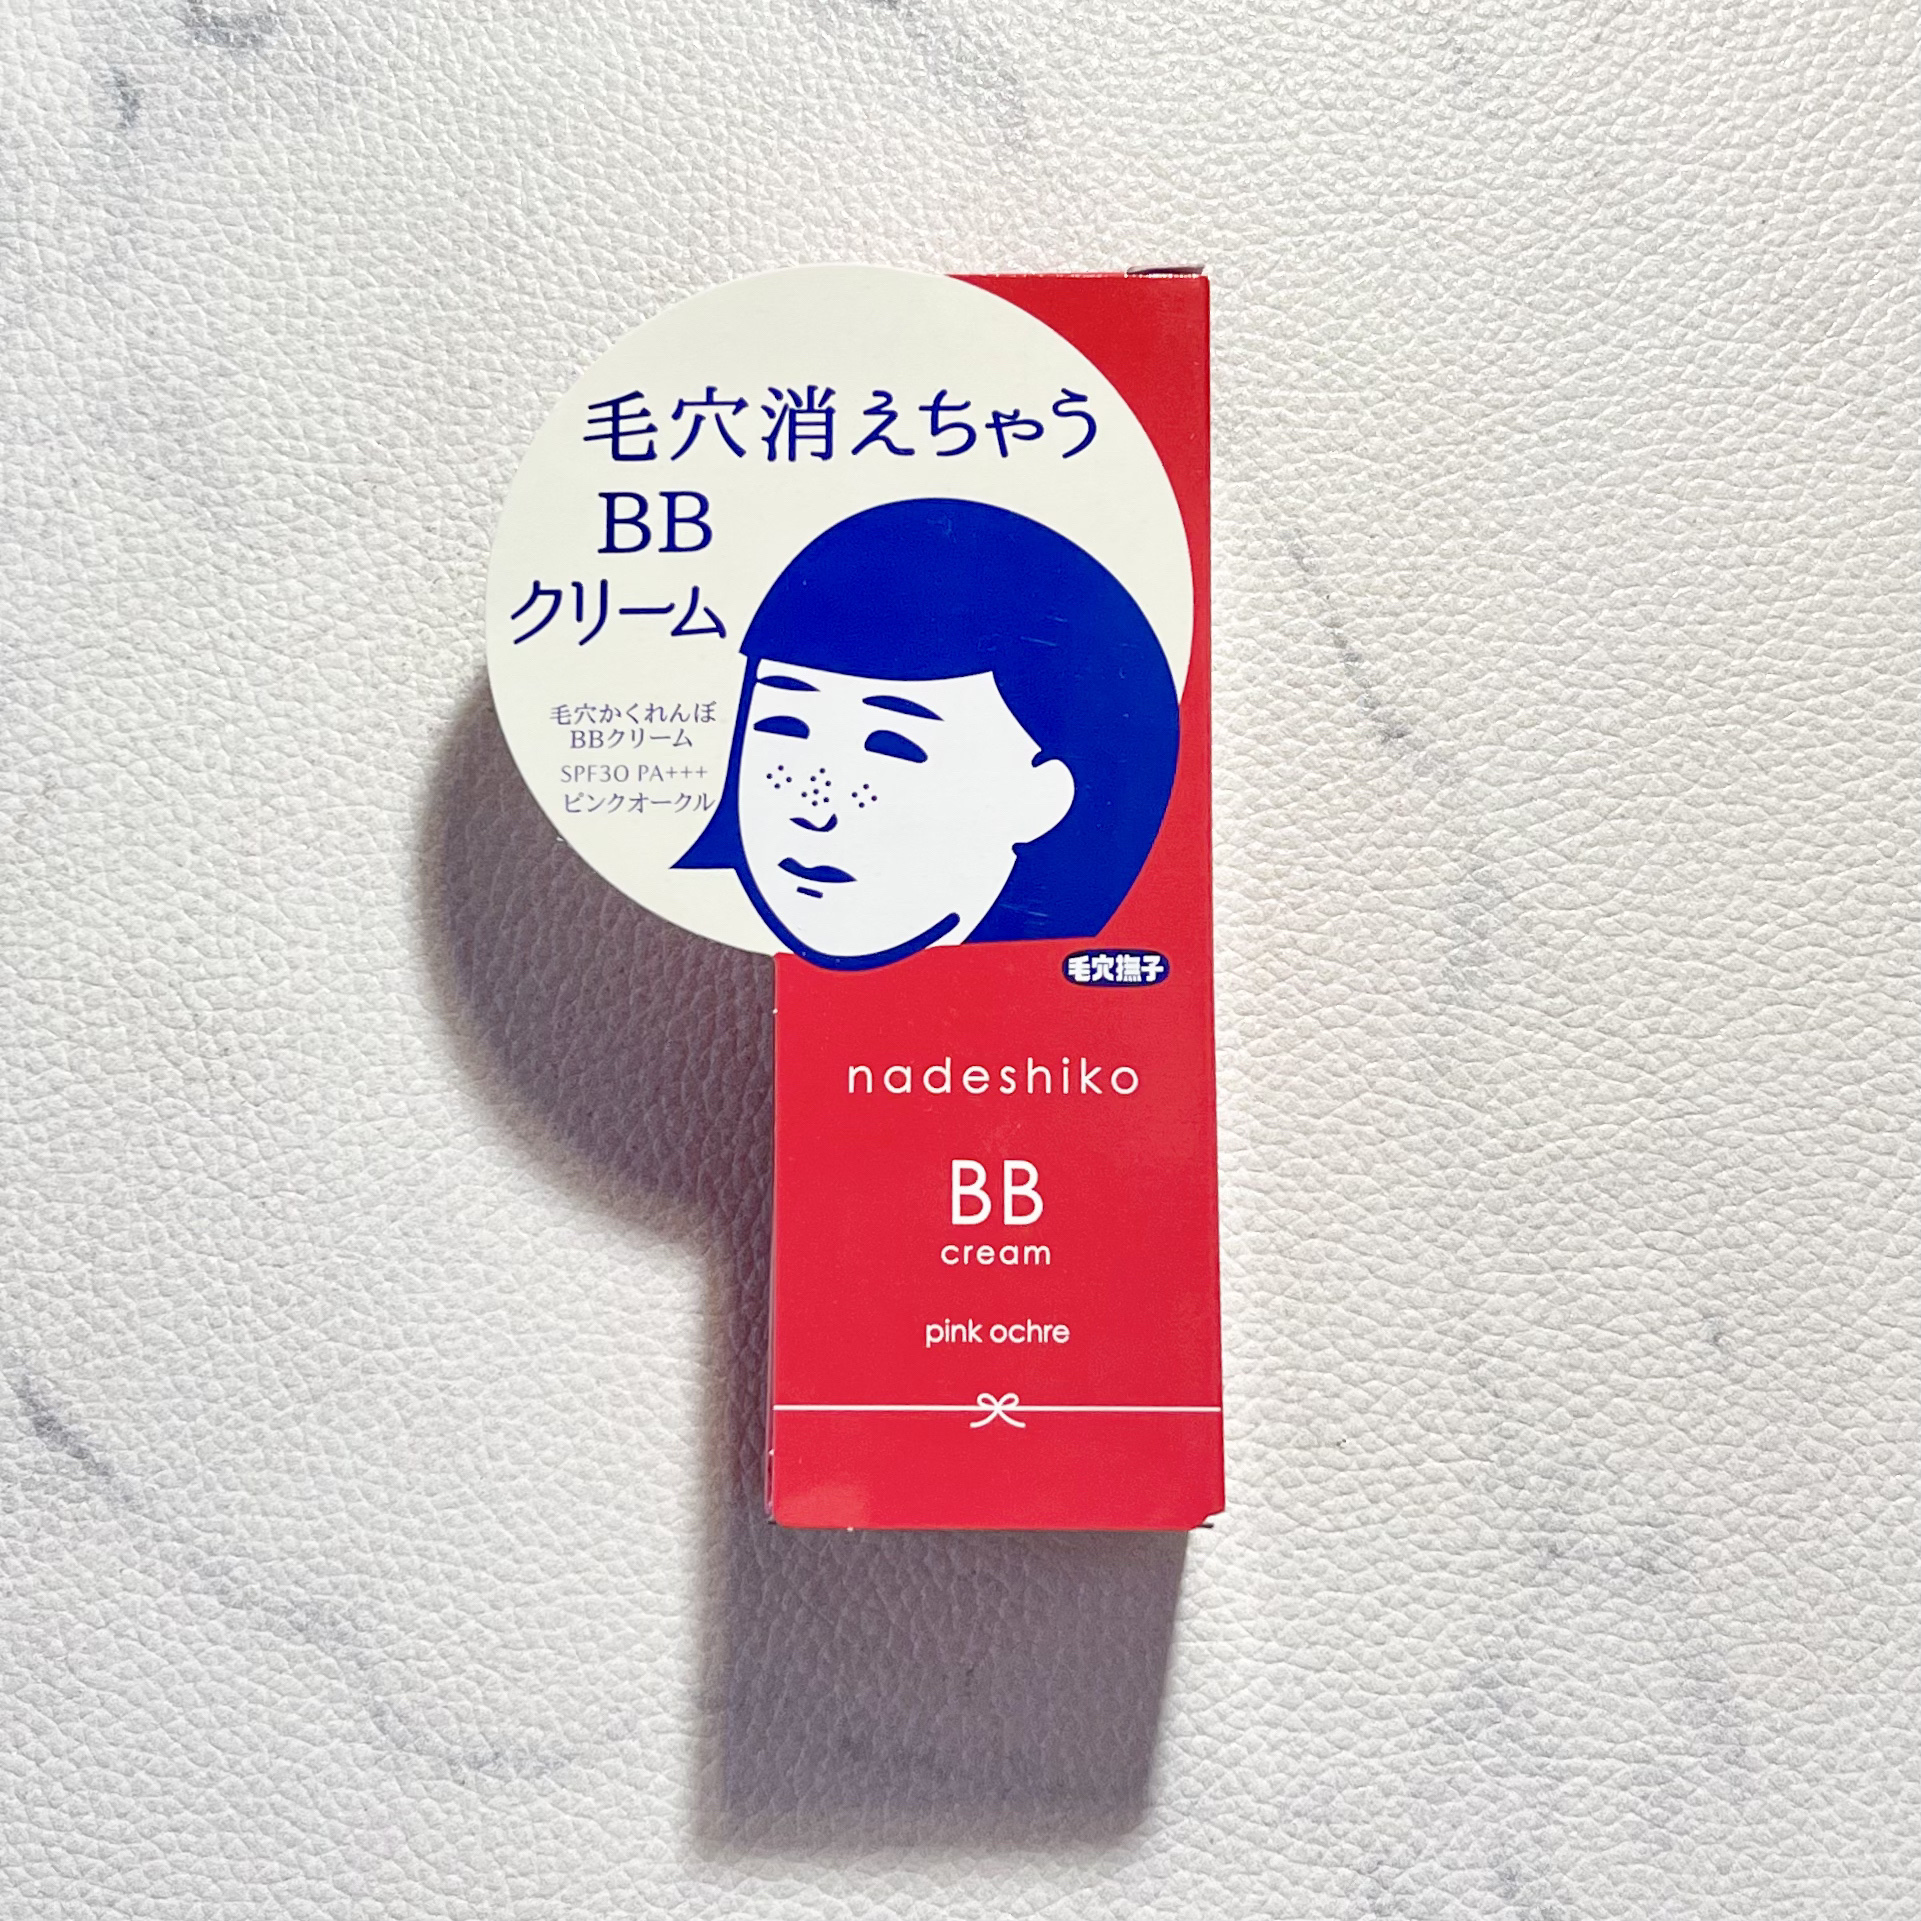 毛穴消えちゃう
BB
クリーム
毛穴かくれんぼ
BBクリーム
SPF30 PA+++
ピンクオークル
毛穴撫子
nadeshiko
BB
cream
pink ochre